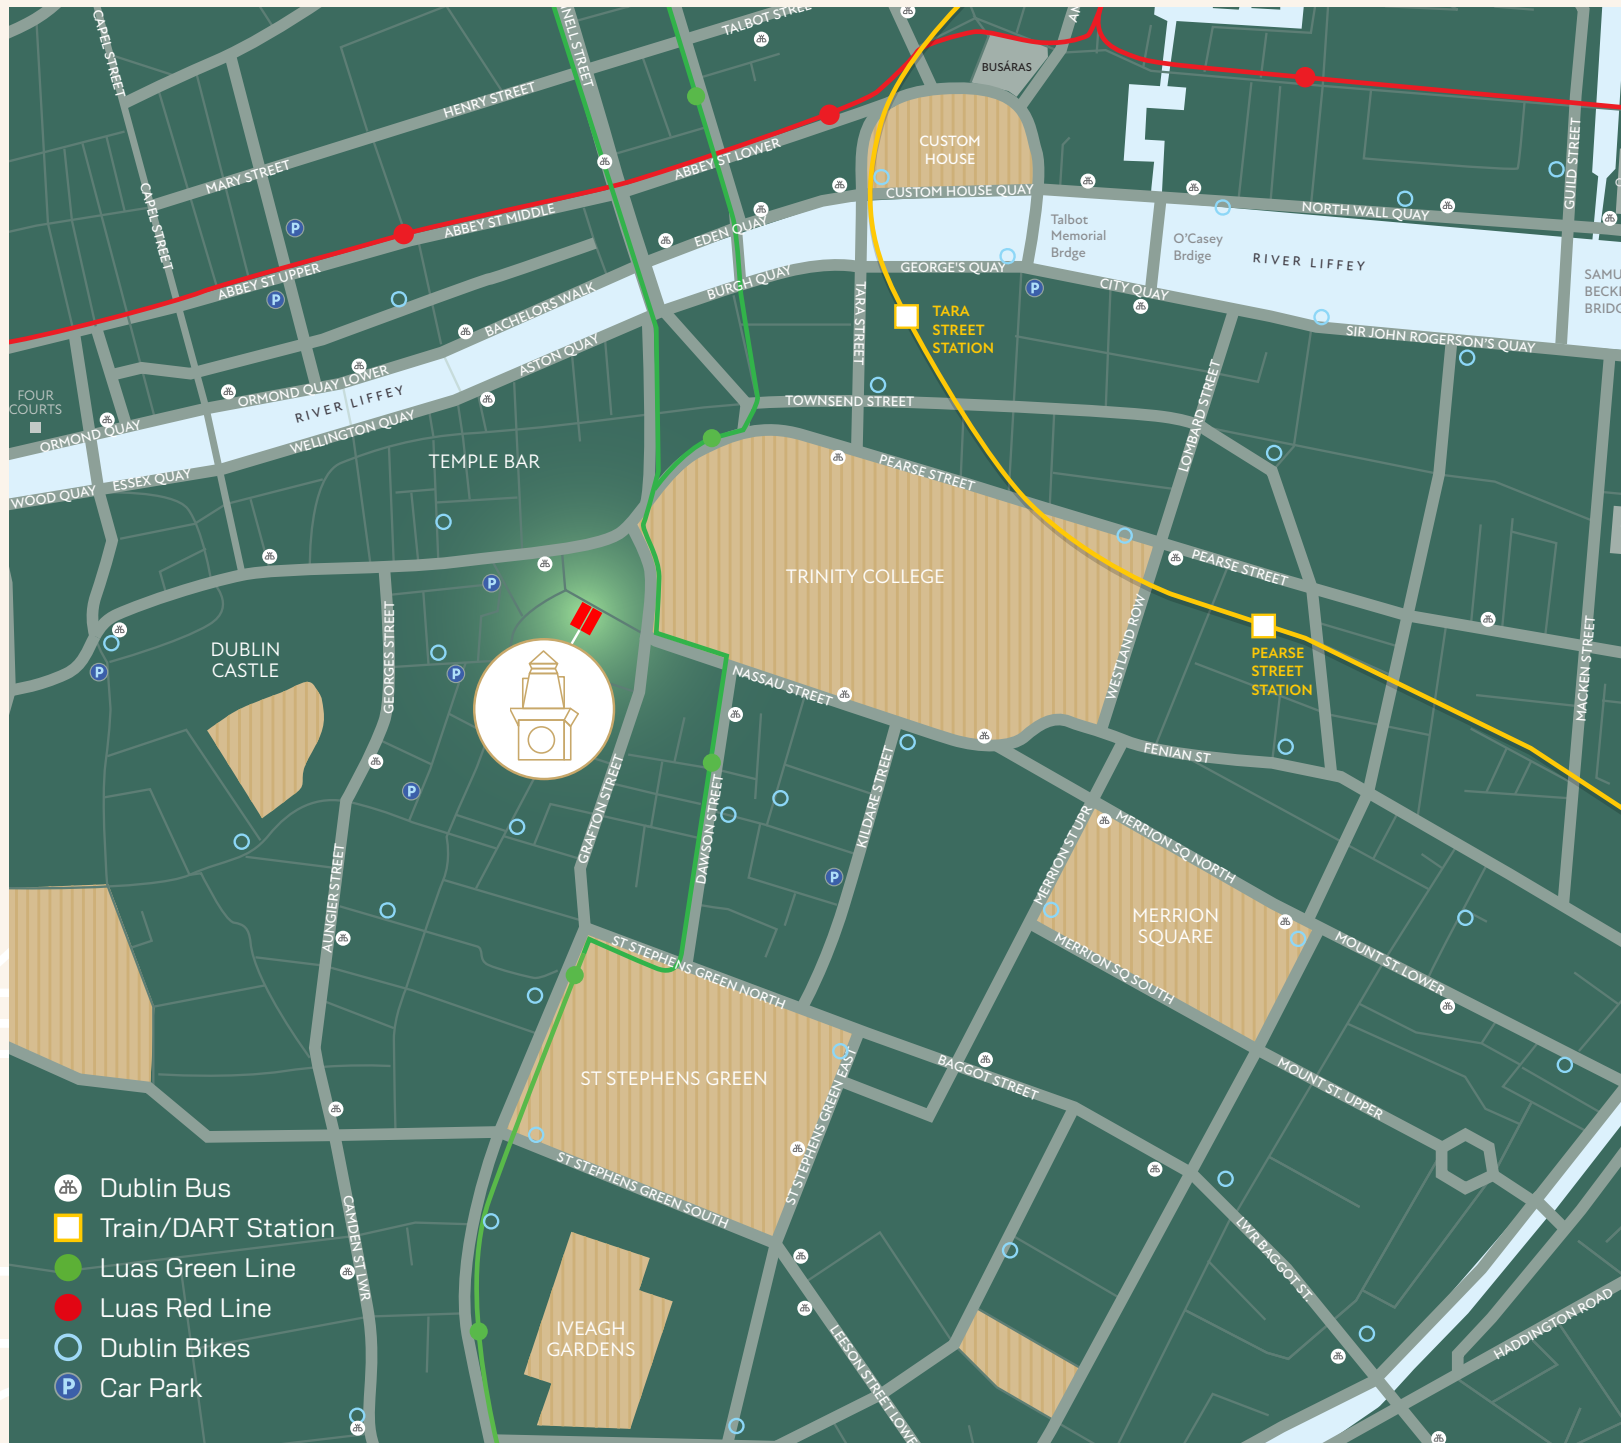 CAPEL STREET
TALBOT STREE
HENRY STREET
MARY STREET
CAPEL STREET
ABBEY ST LOWER
ABBEY ST MIDDLE
ABBEY ST UPPER
BUSÁRAS
CUSTOM
HOUSE
CUSTOM HOUSE QUAY
EDEN QUAY
BURGH QUAY
GEORGE'S QUAY
Talbot
Memorial
Brdge
O'Casey
Brdige
RIVER LIFFEY
NORTH WALL QUAY
GUILD STREET
CITY QUAY
SIR JOHN ROGERSON'S QUAY
SAMU
BECK
BRIDG
BACHELORS WALK
ASTON QUAY
ORMOND QUAY LOWER
RIVER LIFFEY
WELLINGTON QUAY
FOUR
COURTS
ORMOND QUAY
ESSEX QUAY
WOOD QUAY
TARA STREET
TARA
STREET
STATION
TOWNSEND STREET
LOMBARD STREET
TEMPLE BAR
PEARSE STREET
TRINITY COLLEGE
PEARSE STREET
WESTLAND ROW
PEARSE
STREET
STATION
MACKEN STREET
DUBLIN
CASTLE
GEORGES STREET
NASSAU STREET
FENIAN ST
GRAFTON STREET
DAWSON STREET
KILDARE STREET
AUNGIER STREET
MERRION ST UPR
MERRION SQ NORTH
MERRION
SQUARE
MERRION SQ SOUTH
MOUNT ST. LOWER
ST STEPHENS GREEN NORTH
ST STEPHENS GREEN
ST STEPHENS GREEN EAST
ST STEPHENS GREEN SOUTH
BAGGOT STREET
MOUNT ST. UPPER
CAMDEN ST LWR
LWR BAGGOT ST.
HADDINGTON ROAD
IVEAGH
GARDENS
LEESON STREET LOWE
P
P
P
P
P
P
P
P
Dublin Bus
Train/DART Station
Luas Green Line
Luas Red Line
Dublin Bikes
P Car Park